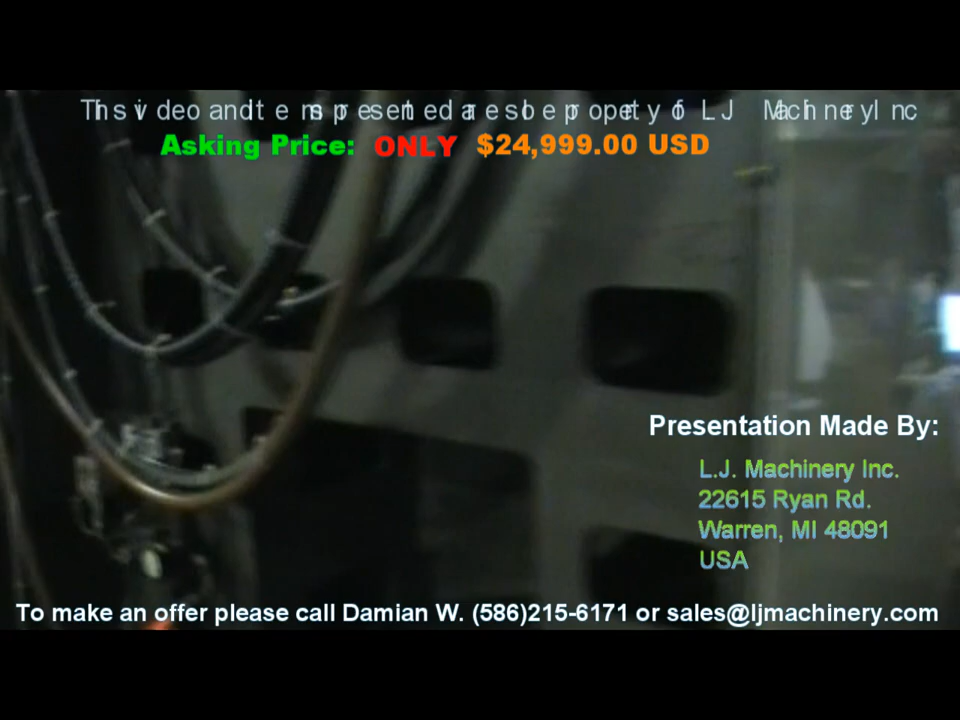 This video and items presented are sole property of L.J. Machinery Inc
Asking Price: ONLY $24,999.00 USD
Presentation Made By:
L.J. Machinery Inc.
22615 Ryan Rd.
Warren, MI 48091
USA
To make an offer please call Damian W. (586)215-6171 or sales@ljmachinery.com